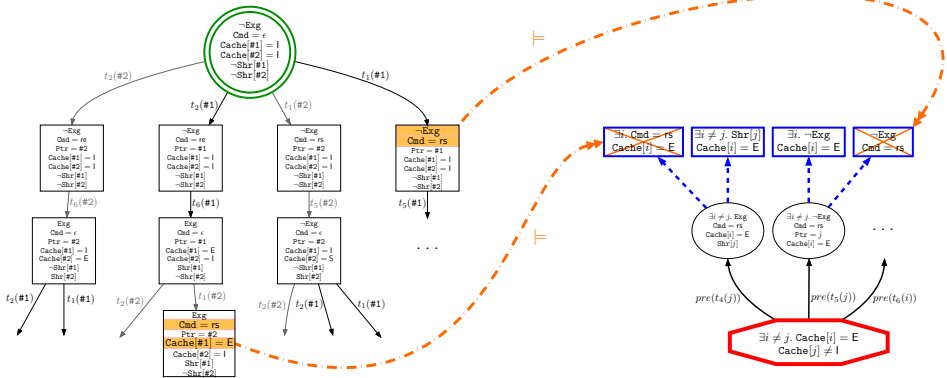 ¬Exg
Cmd = ϵ
Cache[#1] = I
Cache[#2] = I
¬Shr[#1]
¬Shr[#2]
t₂(#2)
t₂(#1)
t₁(#2)
t₁(#1)
⊨
¬Exg
Cmd = re
Ptr = #2
Cache[#1] = I
Cache[#2] = I
¬Shr[#1]
¬Shr[#2]
¬Exg
Cmd = re
Ptr = #1
Cache[#1] = I
Cache[#2] = I
¬Shr[#1]
¬Shr[#2]
¬Exg
Cmd = rs
Ptr = #2
Cache[#1] = I
Cache[#2] = I
¬Shr[#1]
¬Shr[#2]
¬Exg
Cmd = rs
Ptr = #1
Cache[#1] = I
Cache[#2] = I
¬Shr[#1]
¬Shr[#2]
t₆(#2)
t₆(#1)
t₅(#2)
t₅(#1)
Exg
Cmd = ϵ
Ptr = #2
Cache[#1] = I
Cache[#2] = E
¬Shr[#1]
Shr[#2]
Exg
Cmd = ϵ
Ptr = #1
Cache[#1] = E
Cache[#2] = I
Shr[#1]
¬Shr[#2]
¬Exg
Cmd = ϵ
Ptr = #2
Cache[#1] = I
Cache[#2] = S
¬Shr[#1]
Shr[#2]
. . .
t₂(#1)
t₁(#1)
t₂(#2)
t₁(#2)
t₂(#2)
t₂(#1)
t₁(#1)
Exg
Cmd = rs
Ptr = #2
Cache[#1] = E
Cache[#2] = I
Shr[#1]
¬Shr[#2]
⊨
∃i. Cmd = rs
Cache[i] = E
∃i ≠ j. Shr[j]
Cache[i] = E
∃i. ¬Exg
Cache[i] = E
¬Exg
Cmd = rs
∃i ≠ j. Exg
Cmd = rs
Cache[i] = E
Shr[j]
∃i ≠ j. ¬Exg
Cmd = rs
Ptr = j
Cache[i] = E
. . .
pre(t₄(j))
pre(t₅(j))
pre(t₆(i))
∃i ≠ j. Cache[i] = E
Cache[j] ≠ I